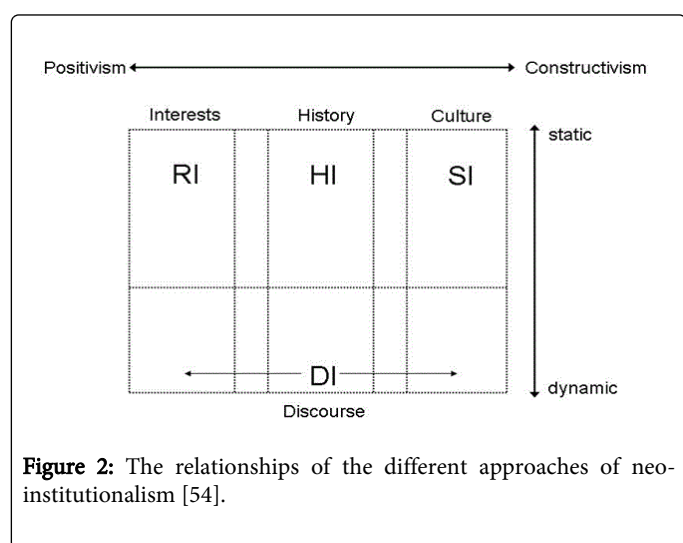 Positivism Constructivism
Interests History Culture
static
RI HI SI
DI
dynamic
Discourse
Figure 2: The relationships of the different approaches of neo-
institutionalism [54].